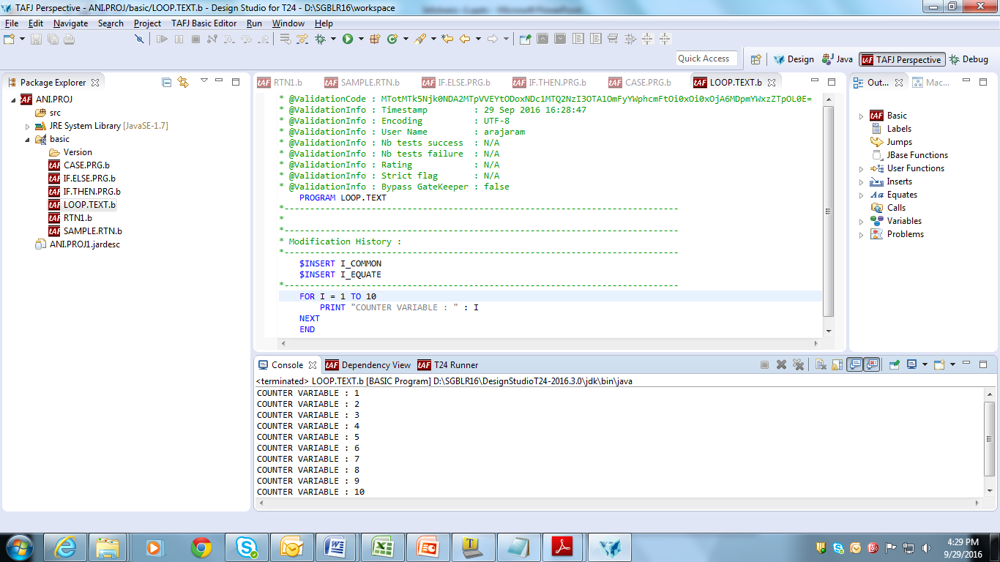 TAFJ Perspective - ANI.PROJ/basic/LOOP.TEXT.b - Design Studio for T24 - D:\SGBLR16\workspace
File Edit Navigate Search Project TAFJ Basic Editor Run Window Help
Quick Access
Design
Java
TAFJ Perspective
Debug
Package Explorer
ANI.PROJ
src
JRE System Library [JavaSE-1.7]
basic
Version
CASE.PRG.b
IF.ELSE.PRG.b
IF.THEN.PRG.b
LOOP.TEXT.b
RTN1.b
SAMPLE.RTN.b
ANI.PROJ1.jardesc
RTN1.b SAMPLE.RTN.b IF.ELSE.PRG.b IF.THEN.PRG.b CASE.PRG.b LOOP.TEXT.b
* @ValidationCode : MTotMTk5Njk0NDA2MTpVVEYtODoxNDc1MTQ2NzI3OTA1OmFyYWphcmFtOi0xOi0xOjA6MDpmYWxzZTpOL0E=
* @ValidationInfo : Timestamp         : 29 Sep 2016 16:28:47
* @ValidationInfo : Encoding          : UTF-8
* @ValidationInfo : User Name         : arajaram
* @ValidationInfo : Nb tests success  : N/A
* @ValidationInfo : Nb tests failure  : N/A
* @ValidationInfo : Rating            : N/A
* @ValidationInfo : Strict flag       : N/A
* @ValidationInfo : Bypass GateKeeper : false
PROGRAM LOOP.TEXT
*-----------------------------------------------------------------------------
*
*-----------------------------------------------------------------------------
* Modification History :
*-----------------------------------------------------------------------------
$INSERT I_COMMON
$INSERT I_EQUATE
*-----------------------------------------------------------------------------
FOR I = 1 TO 10
PRINT "COUNTER VARIABLE : " : I
NEXT
END
Out...
Mac...
Basic
Labels
Jumps
JBase Functions
User Functions
Inserts
Equates
Calls
Variables
Problems
Console
Dependency View
T24 Runner
<terminated> LOOP.TEXT.b [BASIC Program] D:\SGBLR16\DesignStudioT24-2016.3.0\jdk\bin\java
COUNTER VARIABLE : 1
COUNTER VARIABLE : 2
COUNTER VARIABLE : 3
COUNTER VARIABLE : 4
COUNTER VARIABLE : 5
COUNTER VARIABLE : 6
COUNTER VARIABLE : 7
COUNTER VARIABLE : 8
COUNTER VARIABLE : 9
COUNTER VARIABLE : 10
4:29 PM
9/29/2016